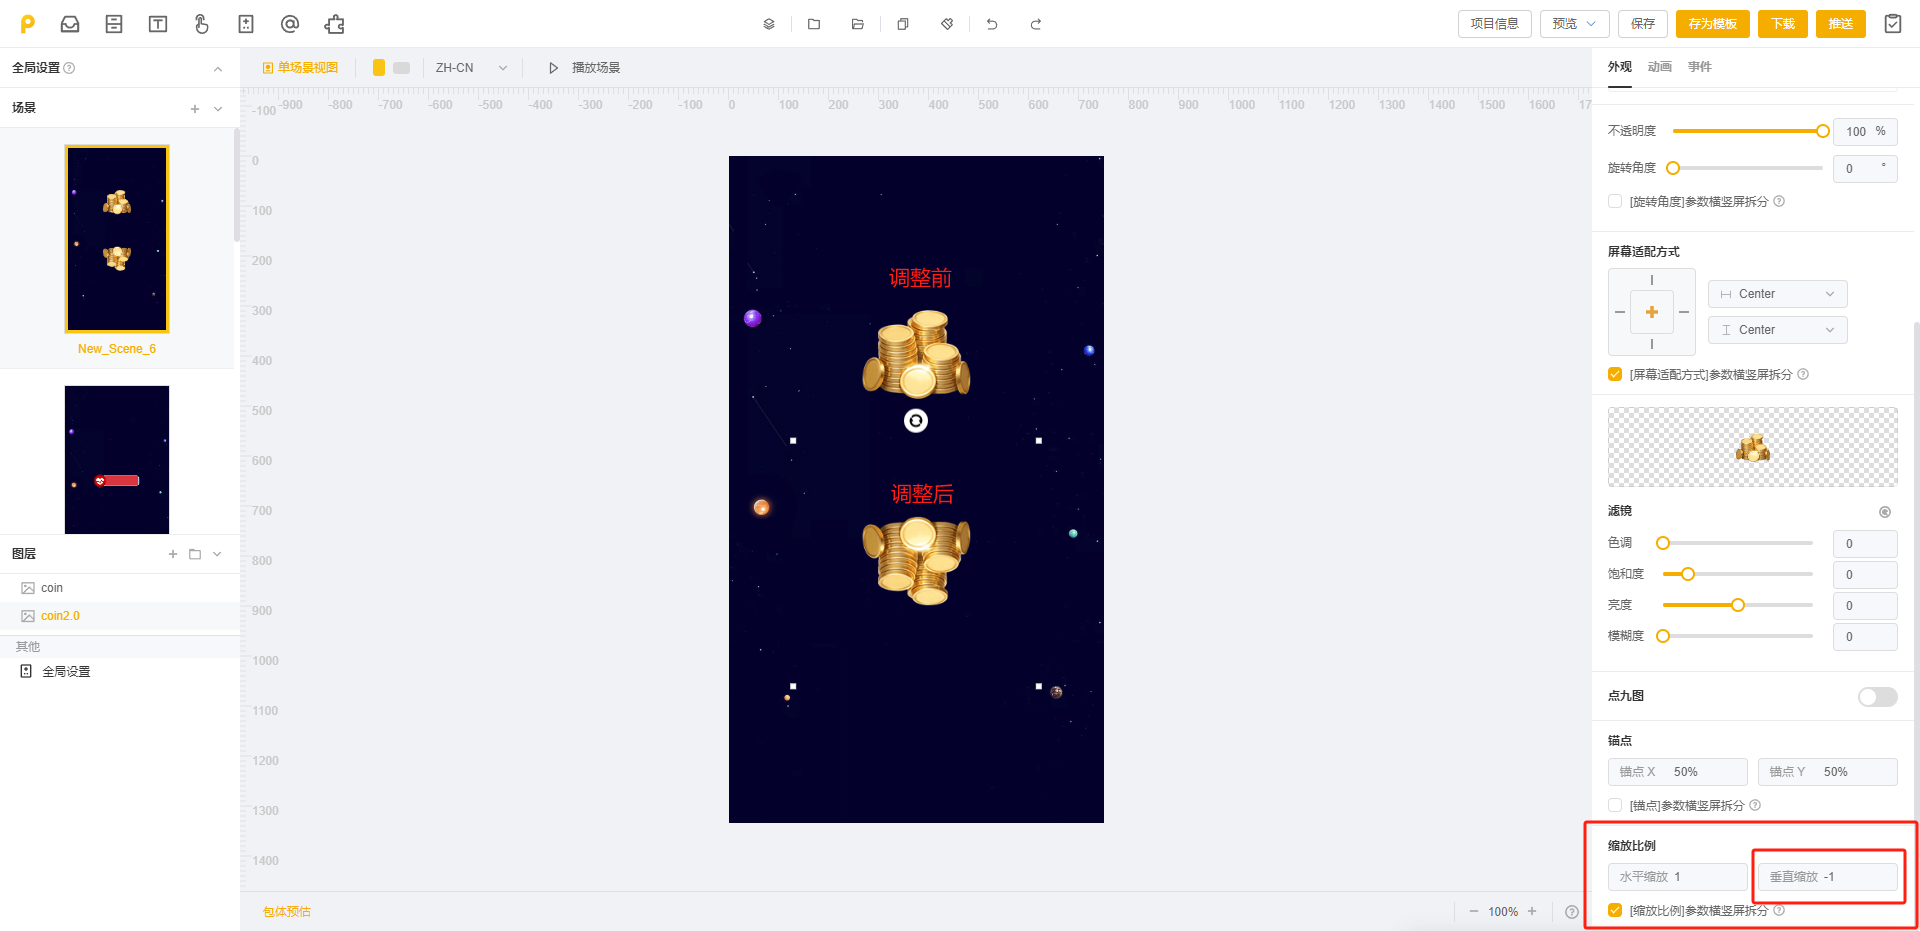 项目信息
预览
保存
存为模板
下载
推送
全局设置
单场景视图
ZH-CN
播放场景
外观 动画 事件
场景
-900 -800 -700 -600 -500 -400 -300 -200 -100 0 100 200 300 400 500 600 700 800 900 1000 1100 1200 1300 1400 1500 1600 17
-100
0
100
200
300
400
500
600
700
800
900
1000
1100
1200
1300
1400
New_Scene_6
图层
coin
coin2.0
其他
全局设置
调整前
调整后
包体预估
100%
不透明度 100 %
旋转角度 0 °
[旋转角度]参数横竖屏拆分
屏幕适配方式
Center
Center
[屏幕适配方式]参数横竖屏拆分
滤镜
色调 0
饱和度 0
亮度 0
模糊度 0
点九图
锚点
锚点 X 50% 锚点 Y 50%
[锚点]参数横竖屏拆分
缩放比例
水平缩放 1 垂直缩放 -1
[缩放比例]参数横竖屏拆分